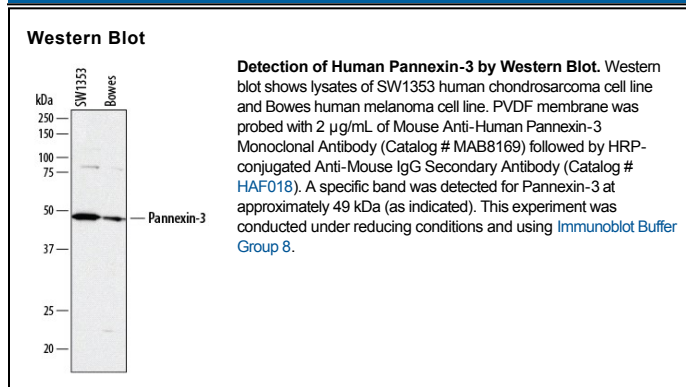 Western Blot
kDa
SW1353
Bowes
250
150
100
75
50
37
25
20
Pannexin-3
Detection of Human Pannexin-3 by Western Blot. Western
blot shows lysates of SW1353 human chondrosarcoma cell line
and Bowes human melanoma cell line. PVDF membrane was
probed with 2 µg/mL of Mouse Anti-Human Pannexin-3
Monoclonal Antibody (Catalog # MAB8169) followed by HRP-
conjugated Anti-Mouse IgG Secondary Antibody (Catalog #
HAF018). A specific band was detected for Pannexin-3 at
approximately 49 kDa (as indicated). This experiment was
conducted under reducing conditions and using Immunoblot Buffer
Group 8.